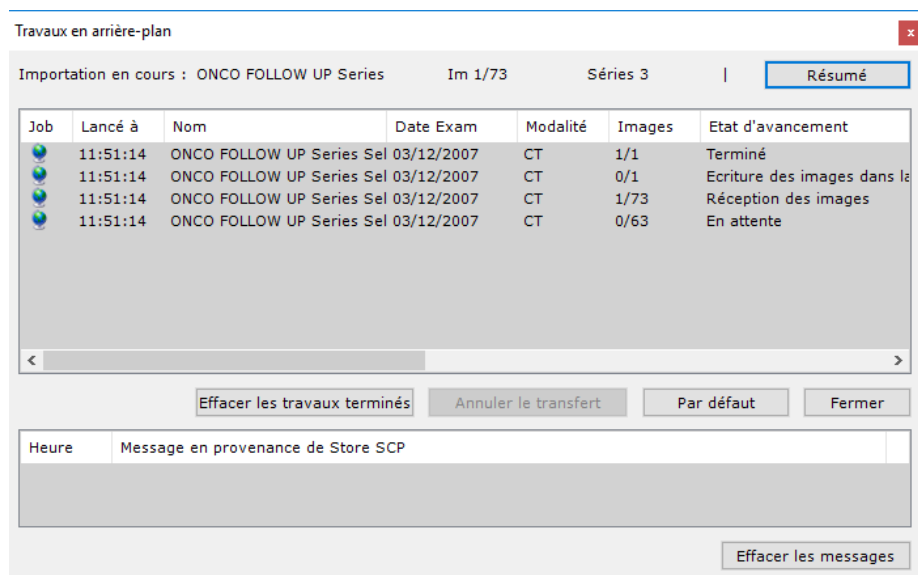 Travaux en arrière-plan x
Importation en cours : ONCO FOLLOW UP Series Im 1/73 Séries 3 | Résumé
Job Lancé à Nom Date Exam Modalité Images Etat d'avancement
11:51:14 ONCO FOLLOW UP Series Sel 03/12/2007 CT 1/1 Terminé
11:51:14 ONCO FOLLOW UP Series Sel 03/12/2007 CT 0/1 Ecriture des images dans la
11:51:14 ONCO FOLLOW UP Series Sel 03/12/2007 CT 1/73 Réception des images
11:51:14 ONCO FOLLOW UP Series Sel 03/12/2007 CT 0/63 En attente
Effacer les travaux terminés Annuler le transfert Par défaut Fermer
Heure Message en provenance de Store SCP
Effacer les messages